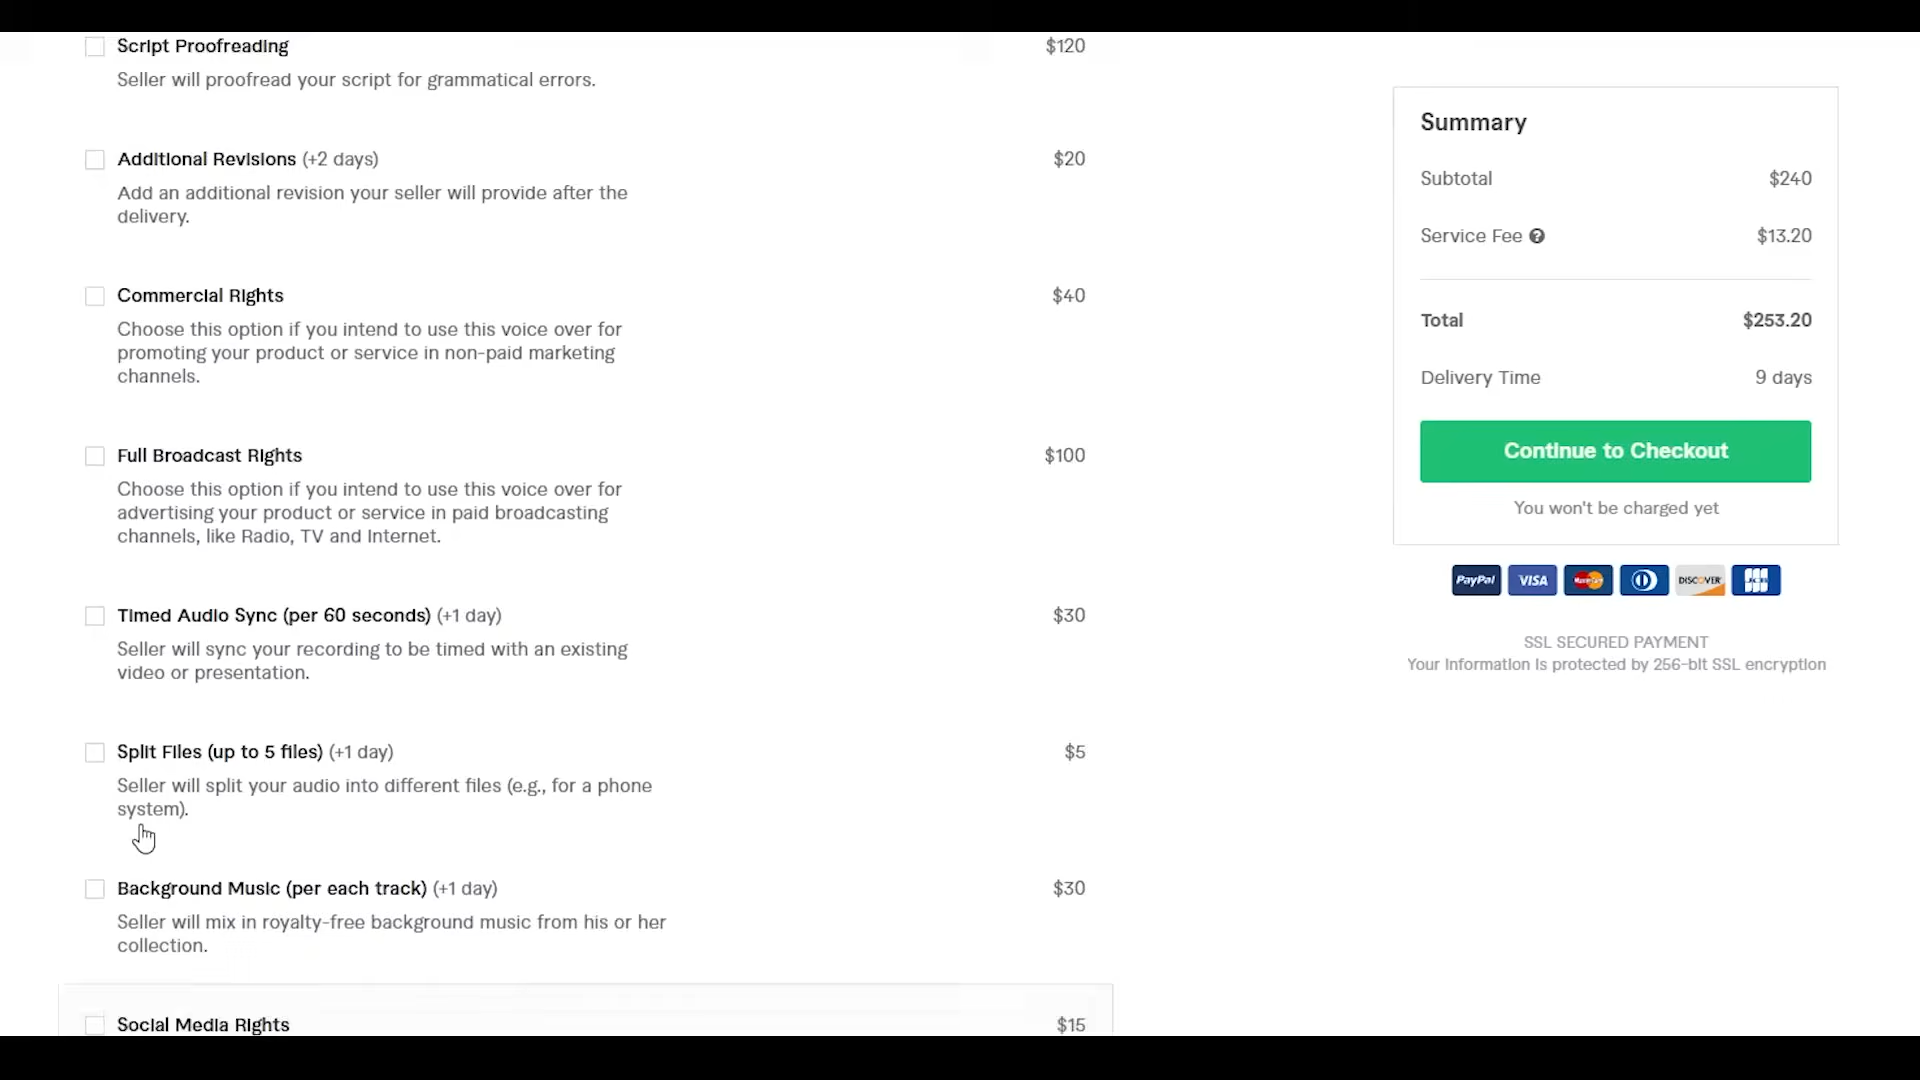 Script Proofreading $120
Seller will proofread your script for grammatical errors.
Additional Revisions (+2 days) $20
Add an additional revision your seller will provide after the
delivery.
Commercial Rights $40
Choose this option if you intend to use this voice over for
promoting your product or service in non-paid marketing
channels.
Full Broadcast Rights $100
Choose this option if you intend to use this voice over for
advertising your product or service in paid broadcasting
channels, like Radio, TV and Internet.
Timed Audio Sync (per 60 seconds) (+1 day) $30
Seller will sync your recording to be timed with an existing
video or presentation.
Split Files (up to 5 files) (+1 day) $5
Seller will split your audio into different files (e.g., for a phone
system).
Background Music (per each track) (+1 day) $30
Seller will mix in royalty-free background music from his or her
collection.
Social Media Rights $15
Summary
Subtotal $240
Service Fee $13.20
Total $253.20
Delivery Time 9 days
Continue to Checkout
You won't be charged yet
PayPal VISA MasterCard DISCOVER JCB
SSL SECURED PAYMENT
Your Information is protected by 256-bit SSL encryption